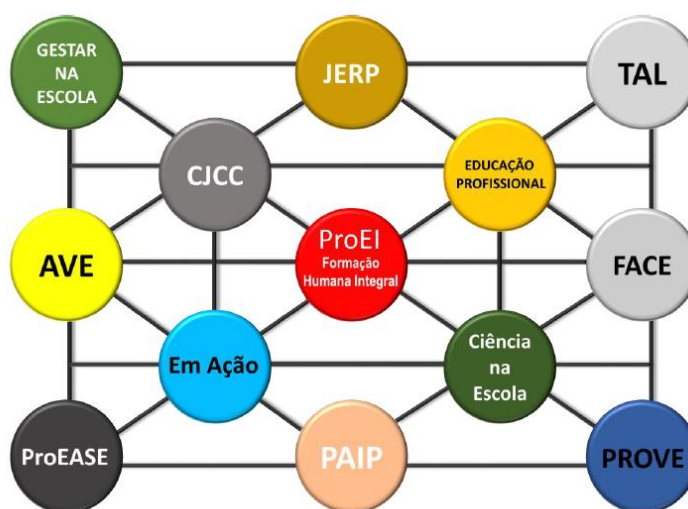 GESTAR
NA
ESCOLA
JERP
TAL
CJCC
EDUCAÇÃO
PROFISSIONAL
AVE
ProEI
Formação
Humana Integral
FACE
Em Ação
Ciência
na
Escola
ProEASE
PAIP
PROVE